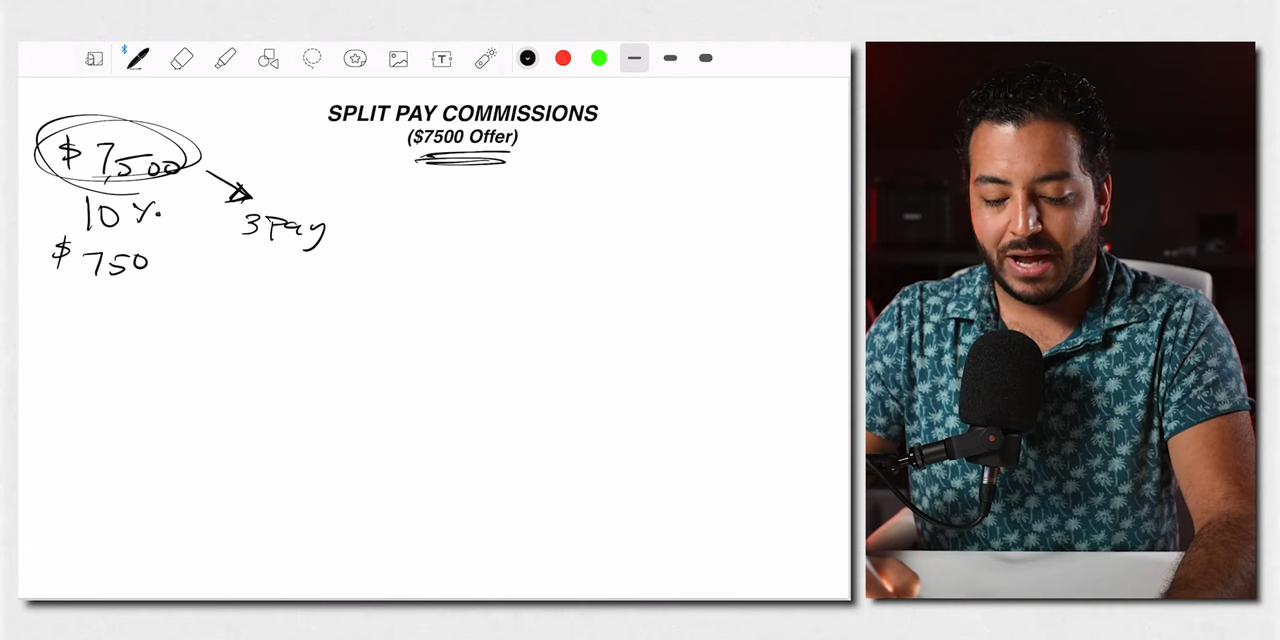 SPLIT PAY COMMISSIONS
($7500 Offer)
$7,500
10%
$750
3 Pay